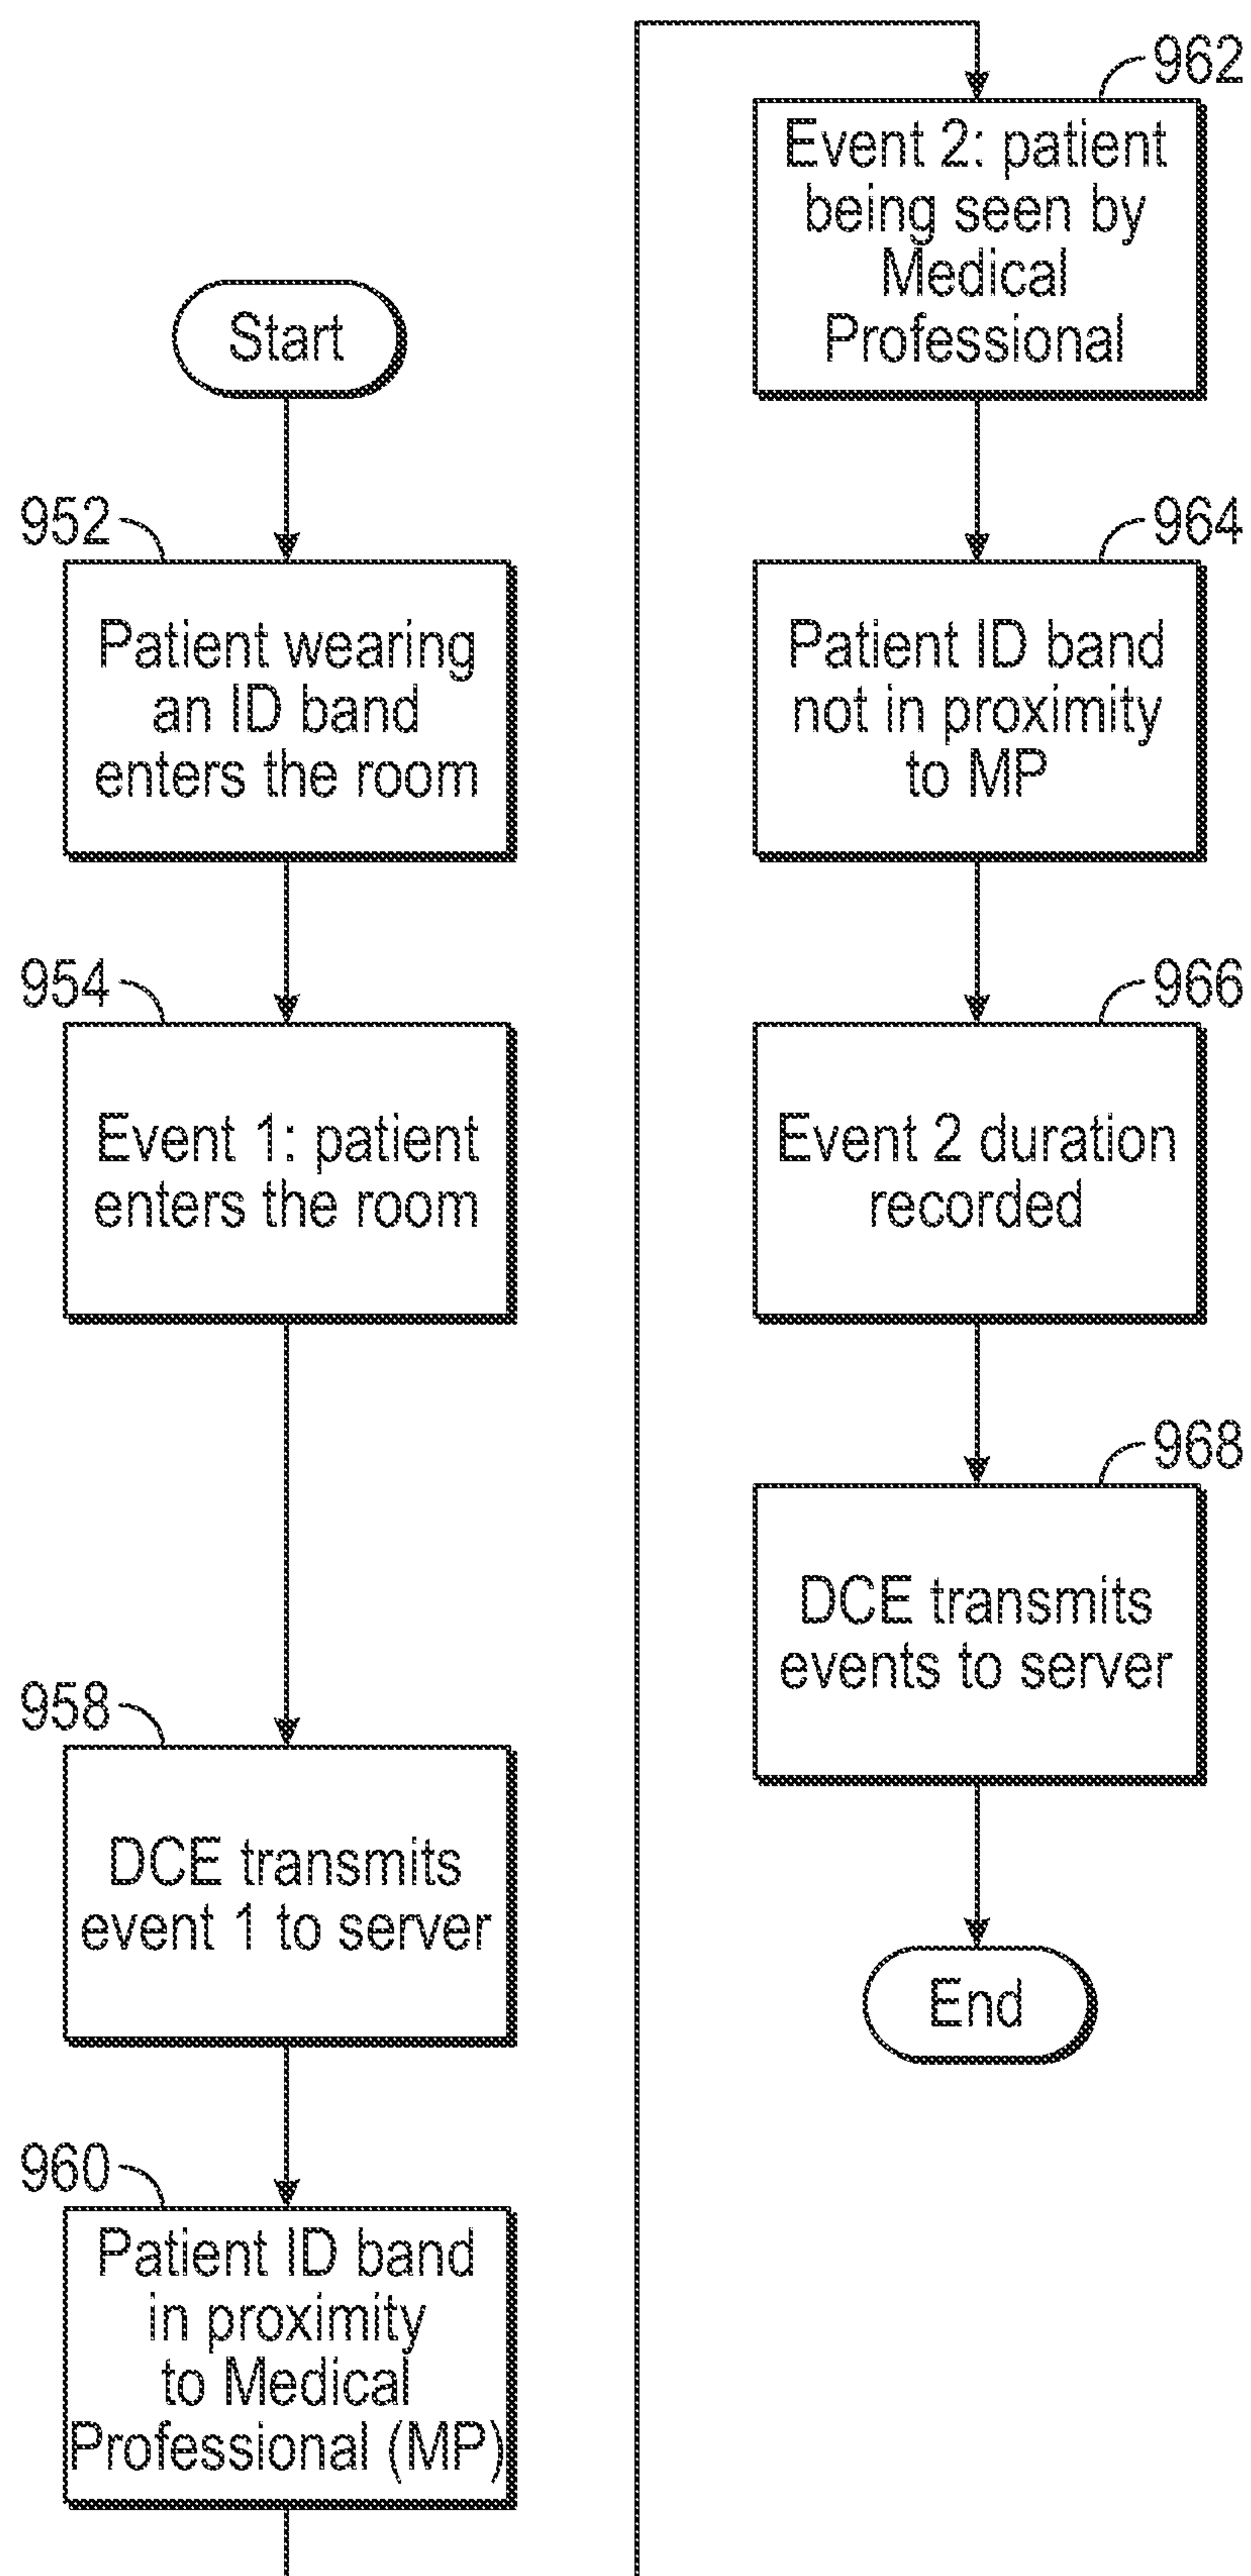 Start
952
Patient wearing
an ID band
enters the room
954
Event 1: patient
enters the room
958
DCE transmits
event 1 to server
960
Patient ID band
in proximity
to Medical
Professional (MP)
962
Event 2: patient
being seen by
Medical
Professional
964
Patient ID band
not in proximity
to MP
966
Event 2 duration
recorded
968
DCE transmits
events to server
End